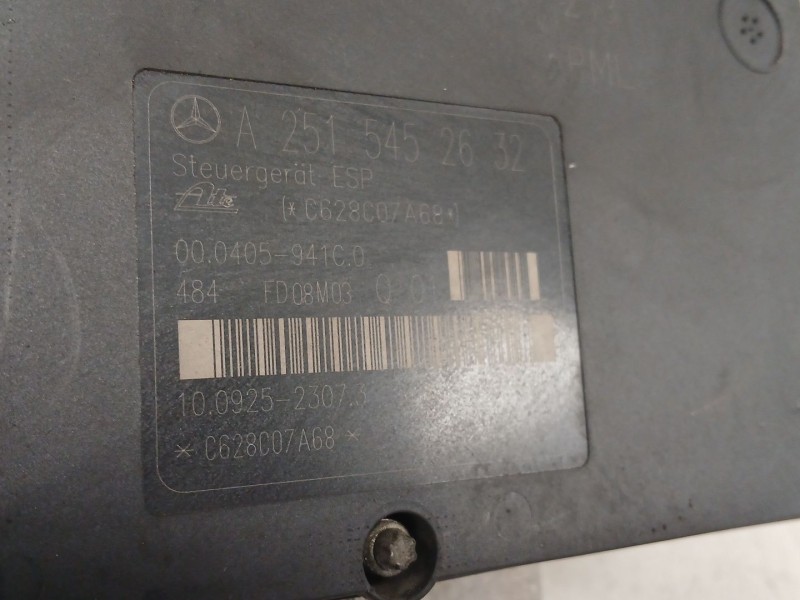 A 251 545 26 32
Steuergerät ESP
Ate
[*C628C07A68*]
00.0405-941C.0
484 FD08M03 Q 01
10.0925-2307.3
* C628C07A68 *